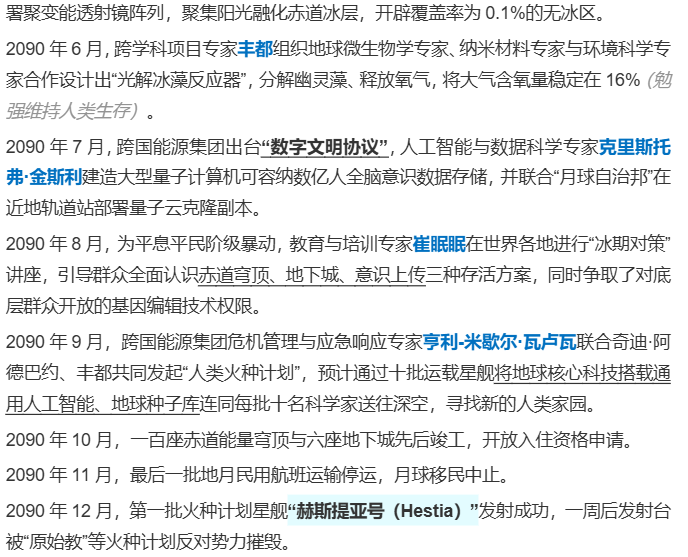 署聚变能透射镜阵列，聚集阳光融化赤道冰层，开辟覆盖率为 0.1%的无冰区。
2090 年 6 月，跨学科项目专家丰都组织地球微生物学专家、纳米材料专家与环境科学专
家合作设计出“光解冰藻反应器”，分解幽灵藻、释放氧气，将大气含氧量稳定在 16%（勉
强维持人类生存）。
2090 年 7 月，跨国能源集团出台“数字文明协议”，人工智能与数据科学专家克里斯托
弗·金斯利建造大型量子计算机可容纳数亿人全脑意识数据存储，并联合“月球自治邦”在
近地轨道站部署量子云克隆副本。
2090 年 8 月，为平息平民阶级暴动，教育与培训专家崔眠眠在世界各地进行“冰期对策”
讲座，引导群众全面认识赤道穹顶、地下城、意识上传三种存活方案，同时争取了对底
层群众开放的基因编辑技术权限。
2090 年 9 月，跨国能源集团危机管理与应急响应专家亨利-米歇尔·瓦卢瓦联合奇迪·阿
德巴约、丰都共同发起“人类火种计划”，预计通过十批运载星舰将地球核心科技搭载通
用人工智能、地球种子库连同每批十名科学家送往深空，寻找新的人类家园。
2090 年 10 月，一百座赤道能量穹顶与六座地下城先后竣工，开放入住资格申请。
2090 年 11 月，最后一批地月民用航班运输停运，月球移民中止。
2090 年 12 月，第一批火种计划星舰“赫斯提亚号（Hestia）”发射成功，一周后发射台
被“原始教”等火种计划反对势力摧毁。